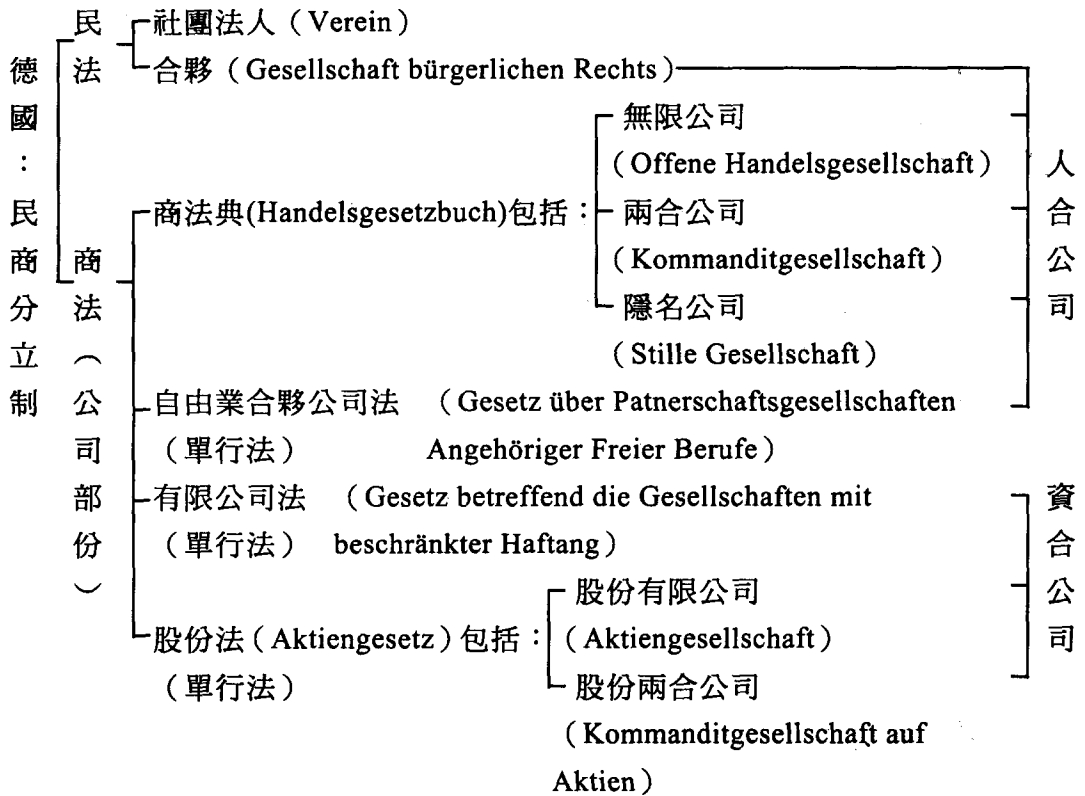 德國：民商分立制
民法
社團法人（Verein）
合夥（Gesellschaft bürgerlichen Rechts）
商法（公司部份）
商法典(Handelsgesetzbuch)包括：
無限公司
（Offene Handelsgesellschaft）
兩合公司
（Kommanditgesellschaft）
隱名公司
（Stille Gesellschaft）
自由業合夥公司法　（Gesetz über Patnerschaftsgesellschaften
（單行法）　Angehöriger Freier Berufe）
人合公司
有限公司法　（Gesetz betreffend die Gesellschaften mit
（單行法）　beschränkter Haftang）
股份法（Aktiengesetz）包括：
（單行法）
股份有限公司
（Aktiengesellschaft）
股份兩合公司
（Kommanditgesellschaft auf
Aktien）
資合公司